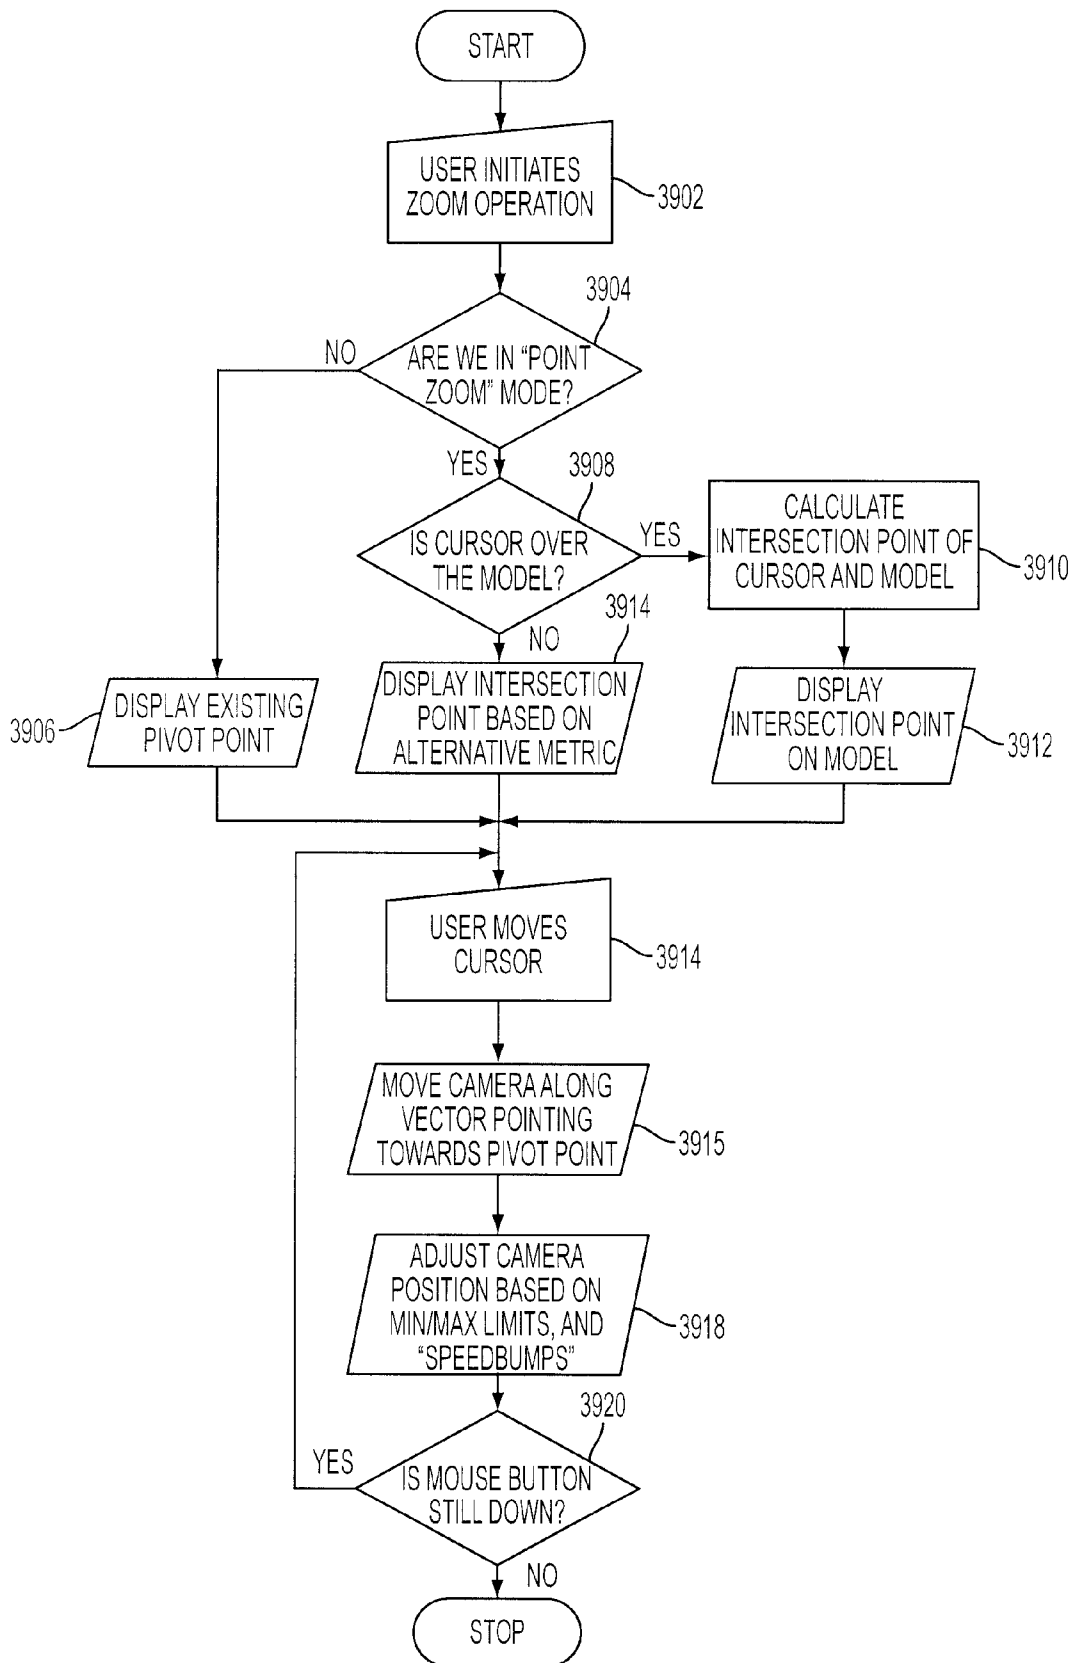 START
USER INITIATES
ZOOM OPERATION
3902
3904
ARE WE IN "POINT
ZOOM" MODE?
NO
YES
3908
IS CURSOR OVER
THE MODEL?
YES
CALCULATE
INTERSECTION POINT OF
CURSOR AND MODEL
3910
NO
3914
DISPLAY INTERSECTION
POINT BASED ON
ALTERNATIVE METRIC
3906
DISPLAY EXISTING
PIVOT POINT
DISPLAY
INTERSECTION POINT
ON MODEL
3912
USER MOVES
CURSOR
3914
MOVE CAMERA ALONG
VECTOR POINTING
TOWARDS PIVOT POINT
3915
ADJUST CAMERA
POSITION BASED ON
MIN/MAX LIMITS, AND
"SPEEDBUMPS"
3918
3920
IS MOUSE BUTTON
STILL DOWN?
YES
NO
STOP